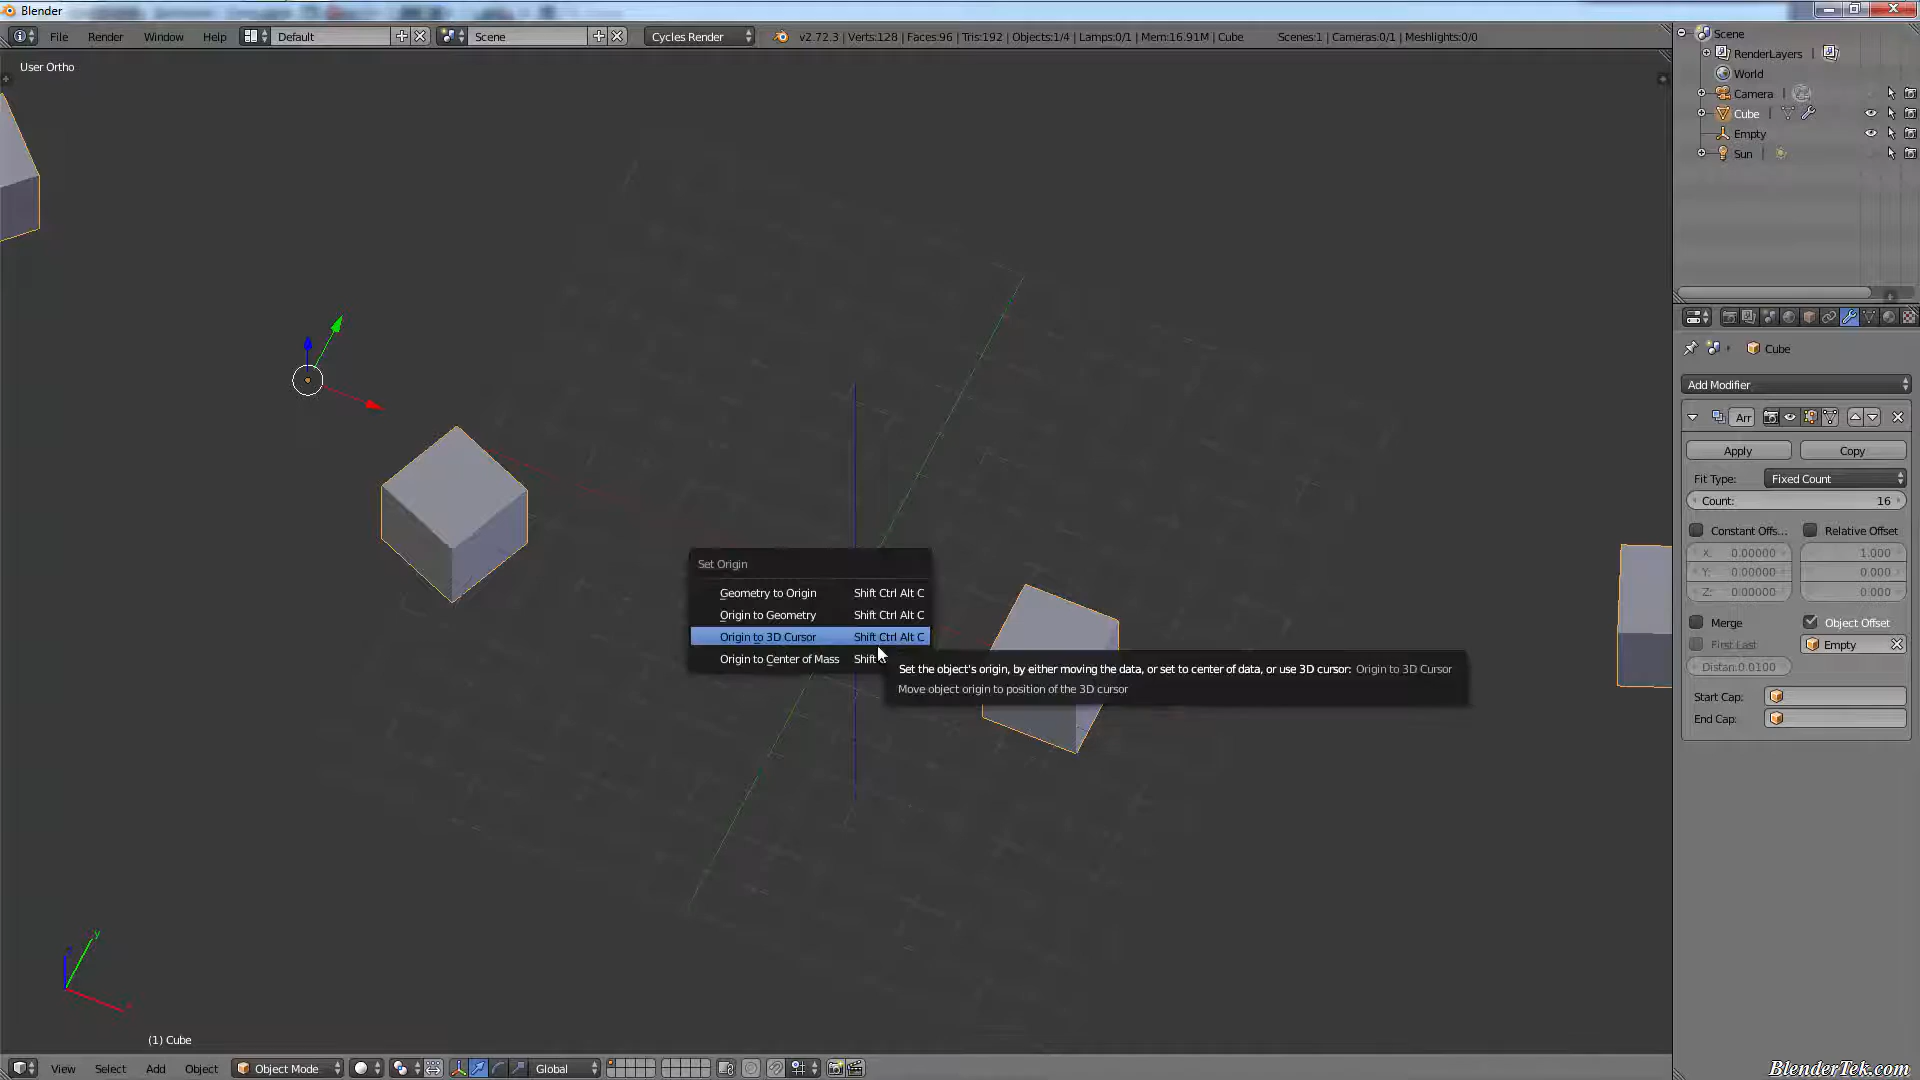 Blender
File Render Window Help Default Scene Cycles Render v2.72.3 | Verts:128 | Faces:96 | Tris:192 | Objects:1/4 | Lamps:0/1 | Mem:16.91M | Cube Scenes:1 | Cameras:0/1 | Meshlights:0/0
User Ortho
Scene
RenderLayers
World
Camera
Cube
Empty
Sun
Cube
Add Modifier
Arr
Apply Copy
Fit Type: Fixed Count
Count: 16
Constant Offs... Relative Offset
X: 0.00000 1.000
Y: 0.00000 0.000
Z: 0.00000 0.000
Merge Object Offset
First Last Empty
Distan:0.0100
Start Cap:
End Cap:
Set Origin
Geometry to Origin Shift Ctrl Alt C
Origin to Geometry Shift Ctrl Alt C
Origin to 3D Cursor Shift Ctrl Alt C
Origin to Center of Mass Shift
Set the object's origin, by either moving the data, or set to center of data, or use 3D cursor: Origin to 3D Cursor
Move object origin to position of the 3D cursor
y
(1) Cube
View Select Add Object Object Mode Global
BlenderTek.com